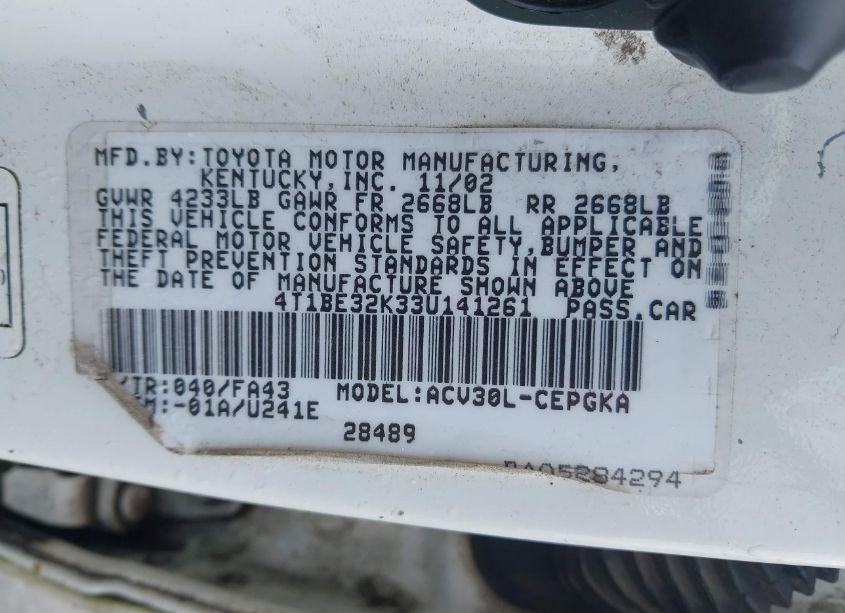 MFD.BY:TOYOTA MOTOR MANUFACTURING,
KENTUCKY,INC. 11/02
GVWR 4233LB GAWR FR 2668LB RR 2668LB
THIS VEHICLE CONFORMS TO ALL APPLICABLE
FEDERAL MOTOR VEHICLE SAFETY,BUMPER AND
THEFT PREVENTION STANDARDS IN EFFECT ON
THE DATE OF MANUFACTURE SHOWN ABOVE
4T1BE32K33U141261 PASS.CAR
/TR:040/FA43 MODEL:ACV30L-CEPGKA
M:-01A/U241E
28489
05284294